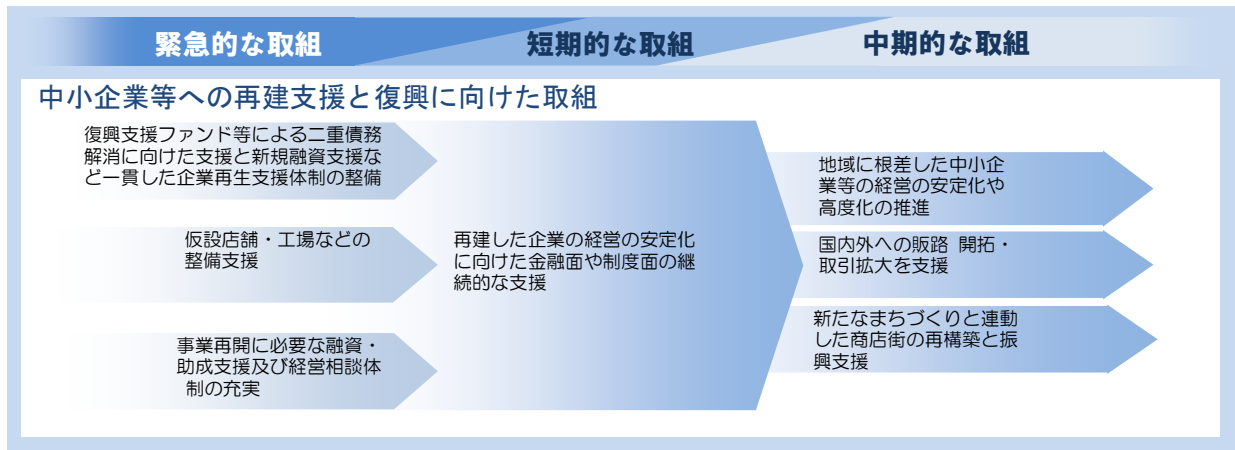 緊急的な取組
短期的な取組
中期的な取組
中小企業等への再建支援と復興に向けた取組
復興支援ファンド等による二重債務
解消に向けた支援と新規融資支援な
ど一貫した企業再生支援体制の整備
仮設店舗・工場などの
整備支援
事業再開に必要な融資・
助成支援及び経営相談体
制の充実
再建した企業の経営の安定化
に向けた金融面や制度面の継
続的な支援
地域に根差した中小企
業等の経営の安定化や
高度化の推進
国内外への販路 開拓・
取引拡大を支援
新たなまちづくりと連動
した商店街の再構築と振
興支援